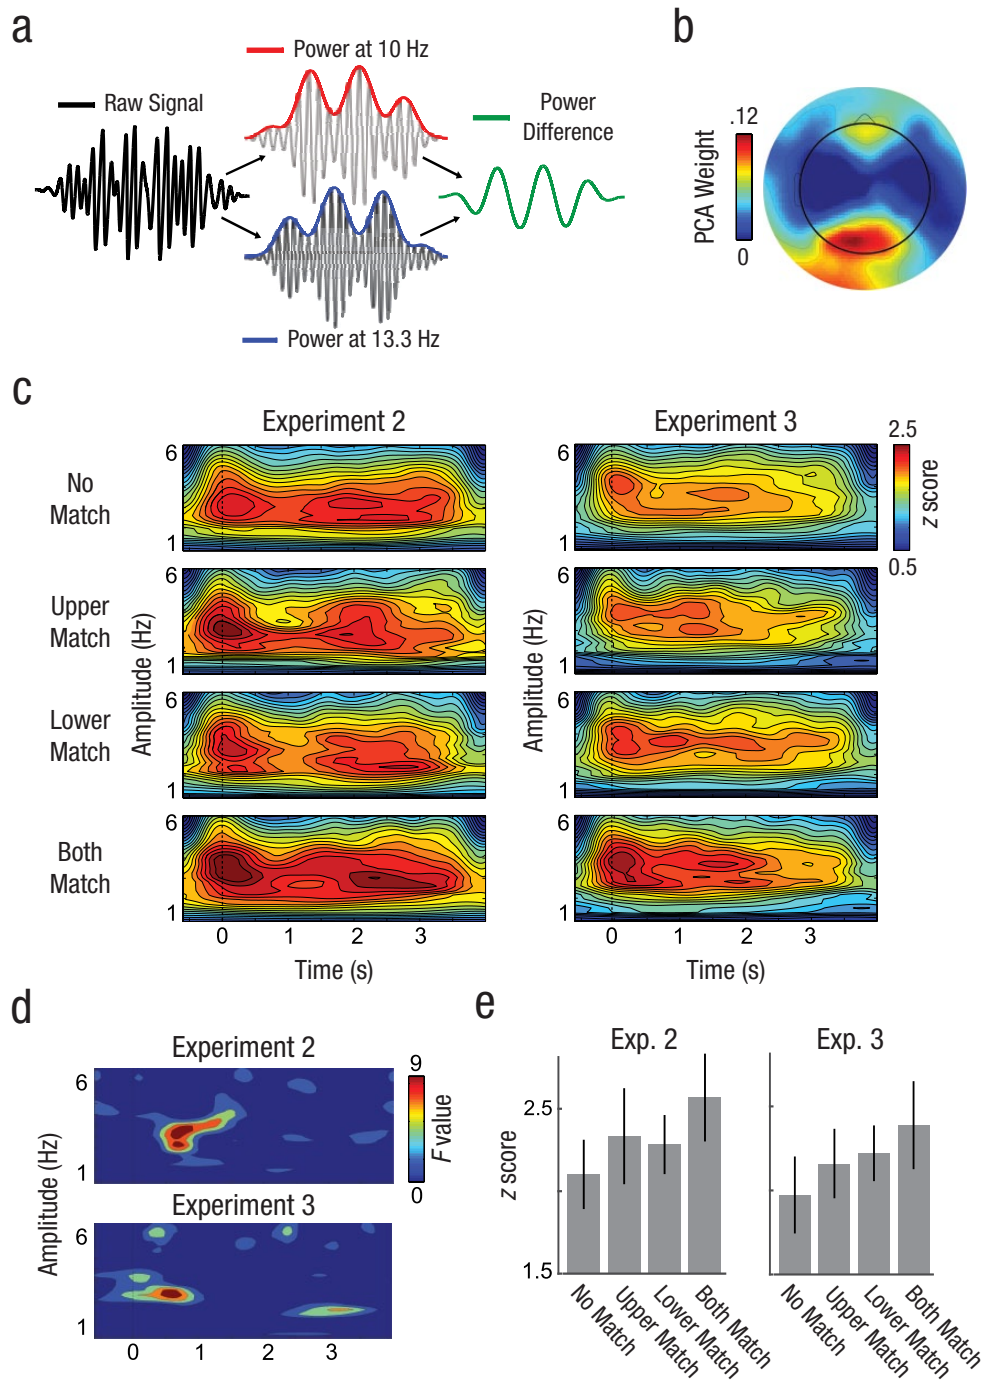 a
Power at 10 Hz
Raw Signal
Power
Difference
Power at 13.3 Hz
b
.12
PCA Weight
0
c
Experiment 2
Experiment 3
No
Match
Upper
Match
Lower
Match
Both
Match
Amplitude (Hz)
6
1
6
1
6
1
6
1
0 1 2 3
Time (s)
Amplitude (Hz)
6
1
6
1
6
1
6
1
0 1 2 3
Time (s)
2.5
z score
0.5
d
Experiment 2
6
1
9
F value
0
Amplitude (Hz)
Experiment 3
6
1
0 1 2 3
e
Exp. 2
Exp. 3
z score
2.5
1.5
No Match
Upper Match
Lower Match
Both Match
No Match
Upper Match
Lower Match
Both Match